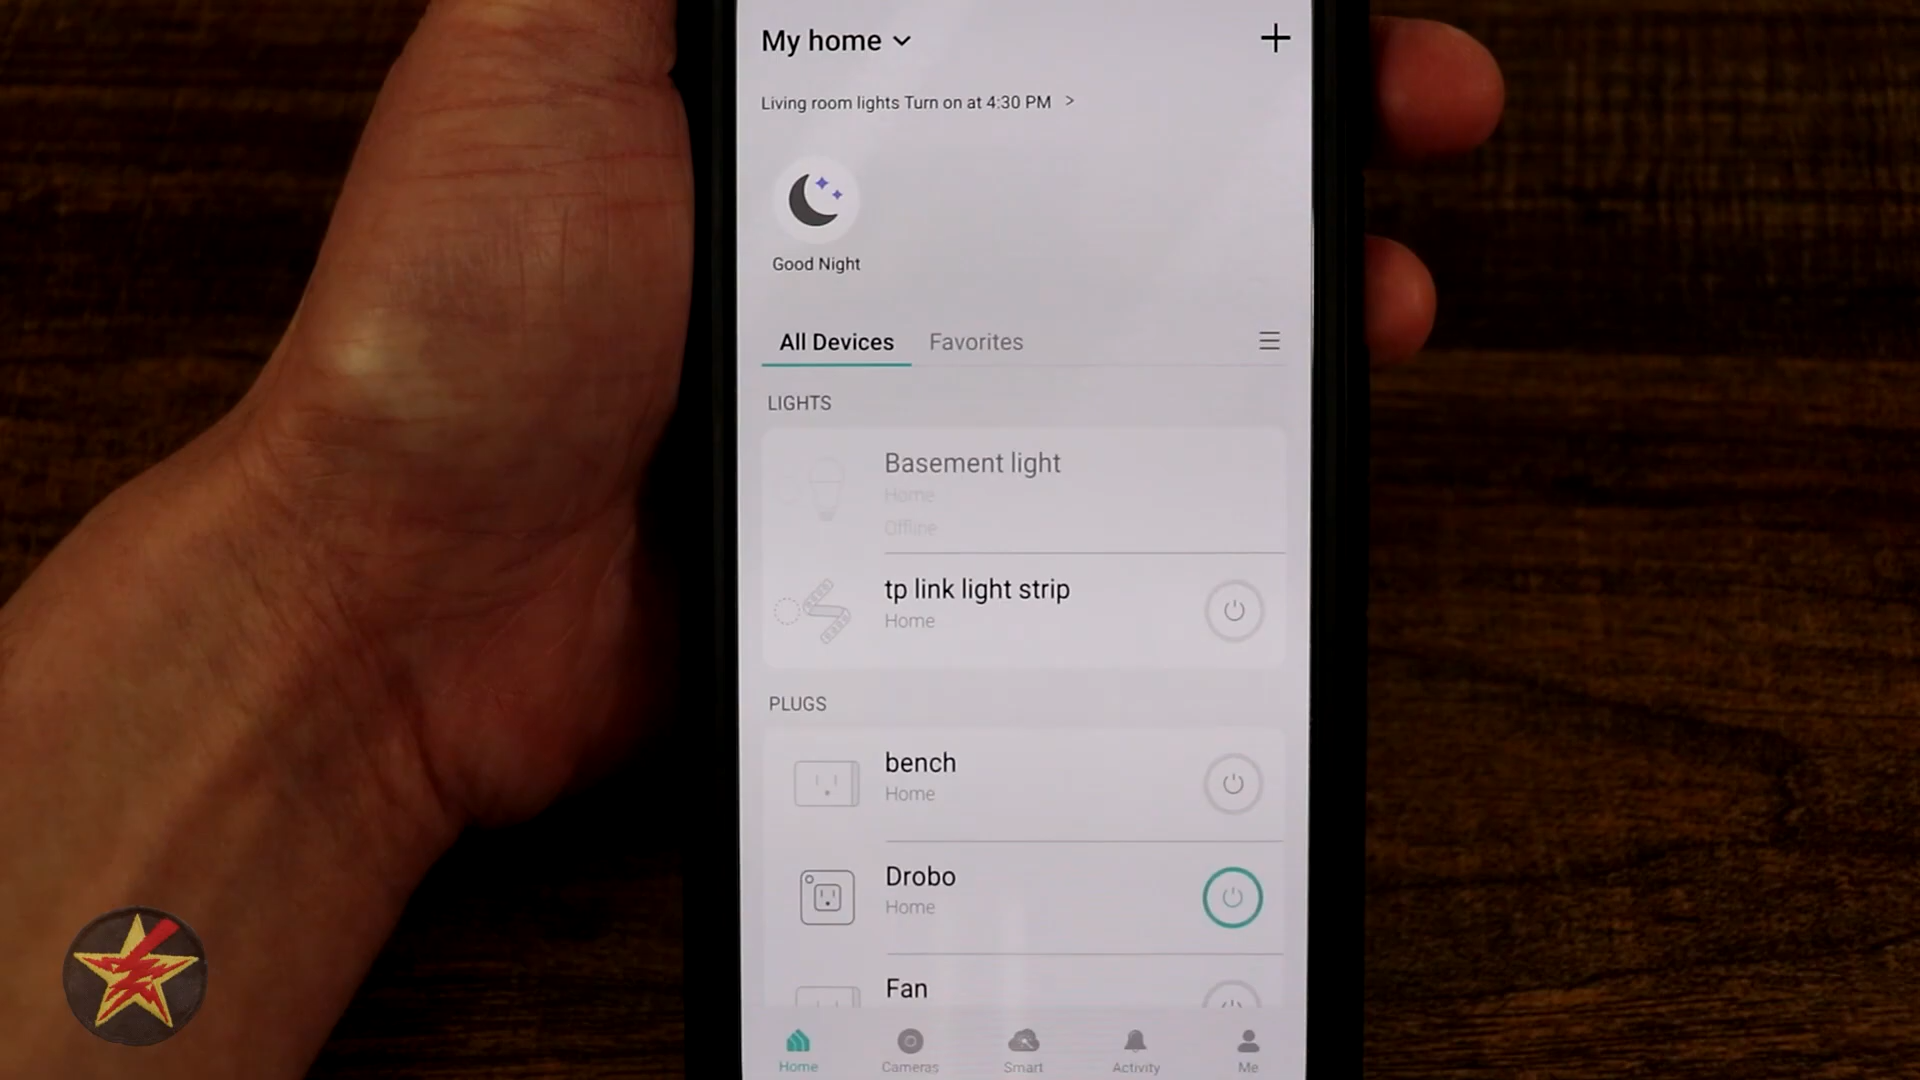 My home
Living room lights Turn on at 4:30 PM >
Good Night
All Devices
Favorites
LIGHTS
Basement light
Home
Offline
tp link light strip
Home
PLUGS
bench
Home
Drobo
Home
Fan
Home
Cameras
Smart
Activity
Me